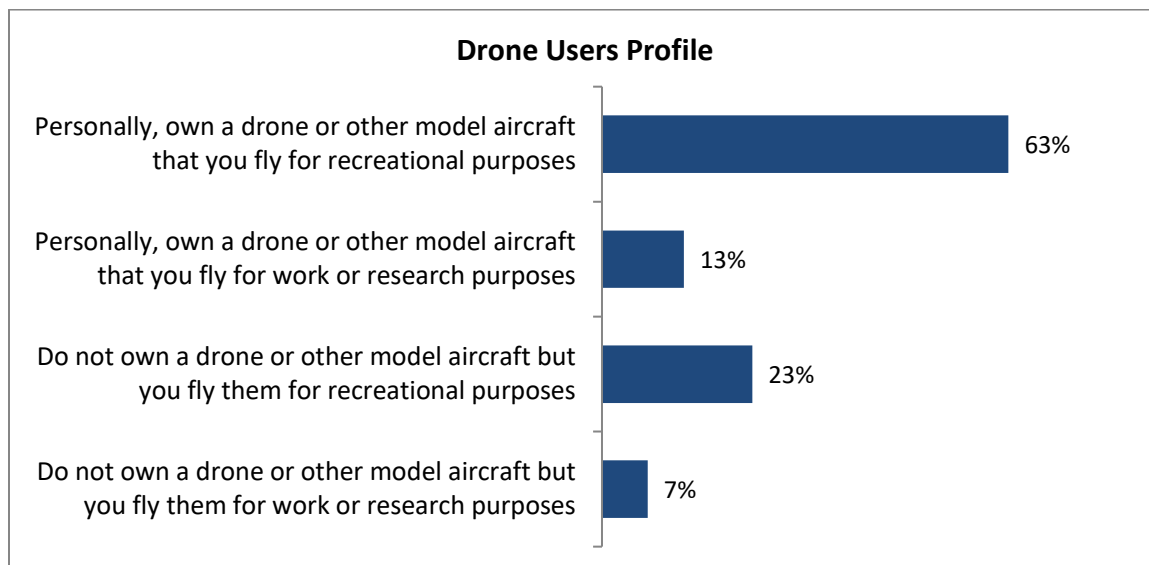 Drone Users Profile
Personally, own a drone or other model aircraft
that you fly for recreational purposes
63%
Personally, own a drone or other model aircraft
that you fly for work or research purposes
13%
Do not own a drone or other model aircraft but
you fly them for recreational purposes
23%
Do not own a drone or other model aircraft but
you fly them for work or research purposes
7%